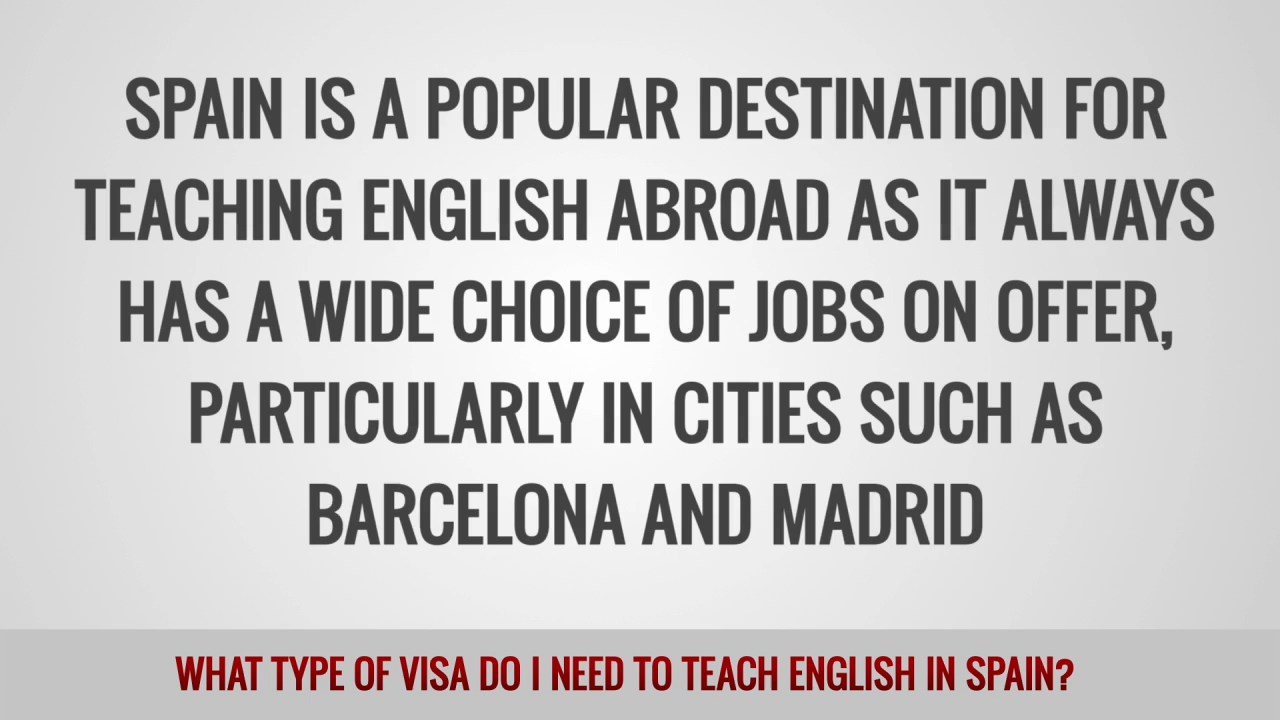 SPAIN IS A POPULAR DESTINATION FOR
TEACHING ENGLISH ABROAD AS IT ALWAYS
HAS A WIDE CHOICE OF JOBS ON OFFER,
PARTICULARLY IN CITIES SUCH AS
BARCELONA AND MADRID
WHAT TYPE OF VISA DO I NEED TO TEACH ENGLISH IN SPAIN?